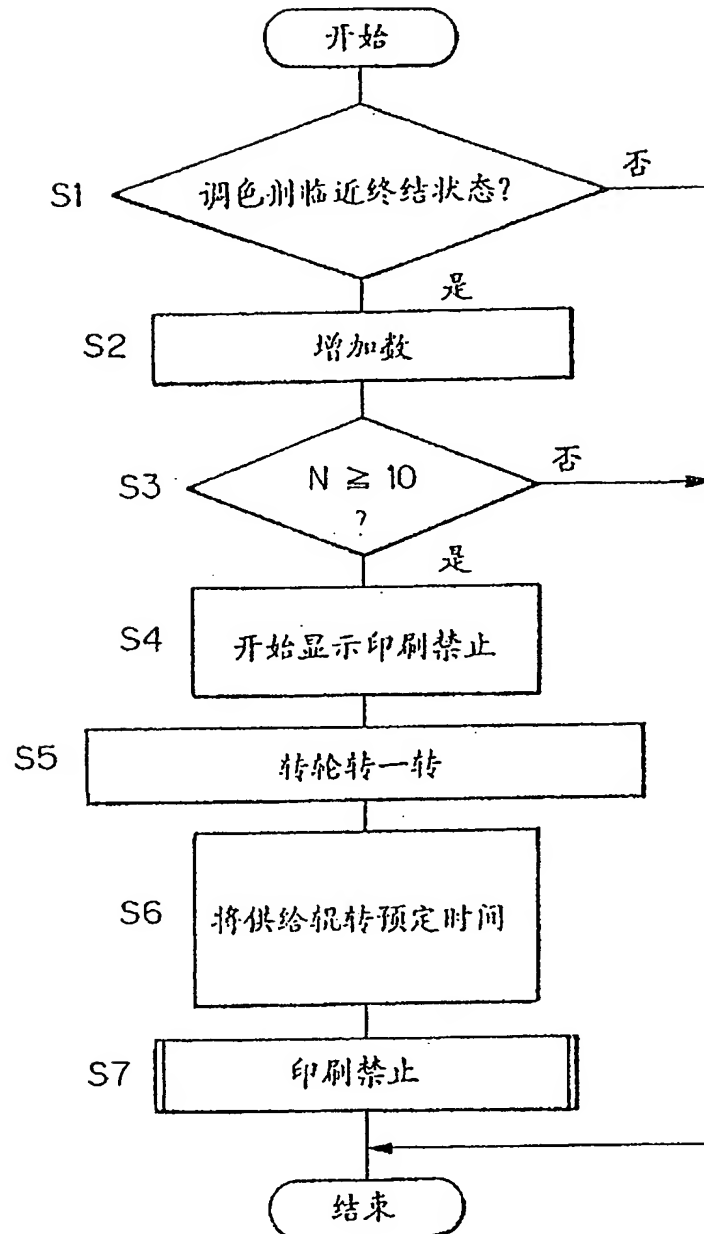 开始
否
S1
调色剂临近终结状态?
是
S2
增加数
否
S3
N ≧ 10
?
是
S4
开始显示印刷禁止
S5
转轮转一转
S6
将供给辊转预定时间
S7
印刷禁止
结束